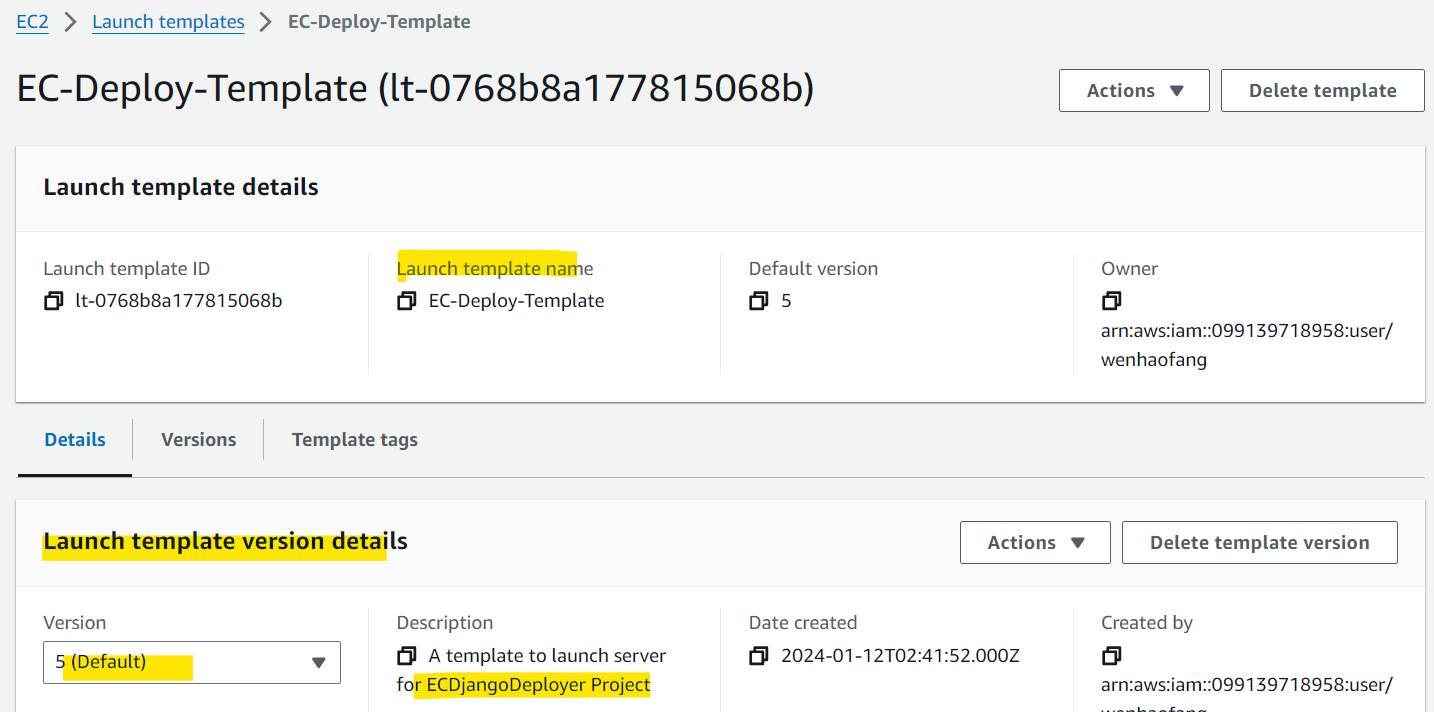 EC2 > Launch templates > EC-Deploy-Template
EC-Deploy-Template (lt-0768b8a177815068b)
Actions ▼ Delete template
Launch template details
Launch template ID
lt-0768b8a177815068b
Launch template name
EC-Deploy-Template
Default version
5
Owner
arn:aws:iam::099139718958:user/
wenhaofang
Details Versions Template tags
Launch template version details
Actions ▼ Delete template version
Version
5 (Default)
Description
A template to launch server
for ECDjangoDeployer Project
Date created
2024-01-12T02:41:52.000Z
Created by
arn:aws:iam::099139718958:user/
wenhaofang